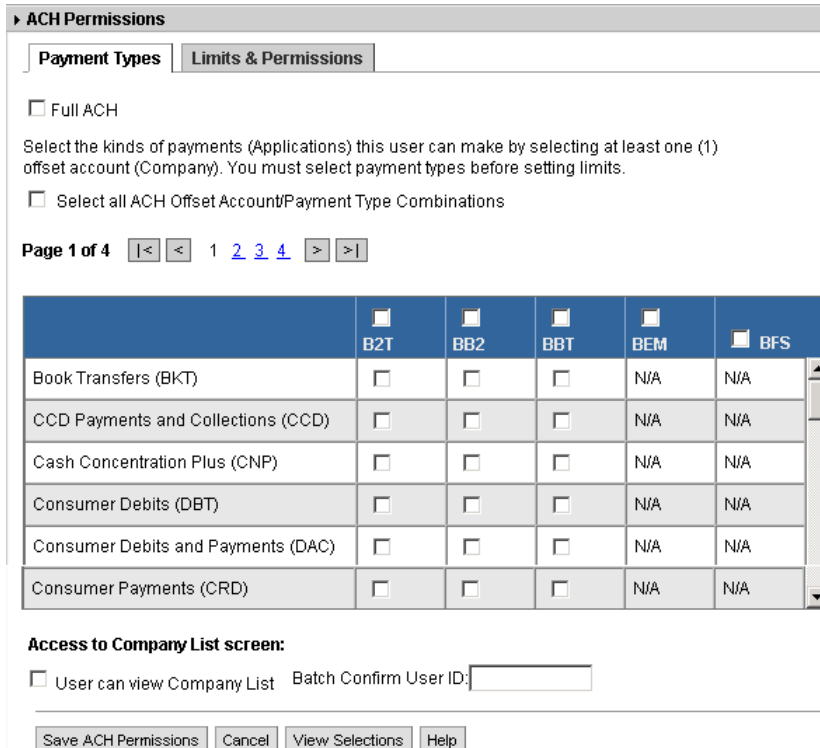 ACH Permissions
Payment Types Limits & Permissions
Full ACH
Select the kinds of payments (Applications) this user can make by selecting at least one (1)
offset account (Company). You must select payment types before setting limits.
Select all ACH Offset Account/Payment Type Combinations
Page 1 of 4 |< < 1 2 3 4 > >|
B2T BB2 BBT BEM BFS
Book Transfers (BKT) N/A N/A
CCD Payments and Collections (CCD) N/A N/A
Cash Concentration Plus (CNP) N/A N/A
Consumer Debits (DBT) N/A N/A
Consumer Debits and Payments (DAC) N/A N/A
Consumer Payments (CRD) N/A N/A
Access to Company List screen:
User can view Company List Batch Confirm User ID:
Save ACH Permissions Cancel View Selections Help